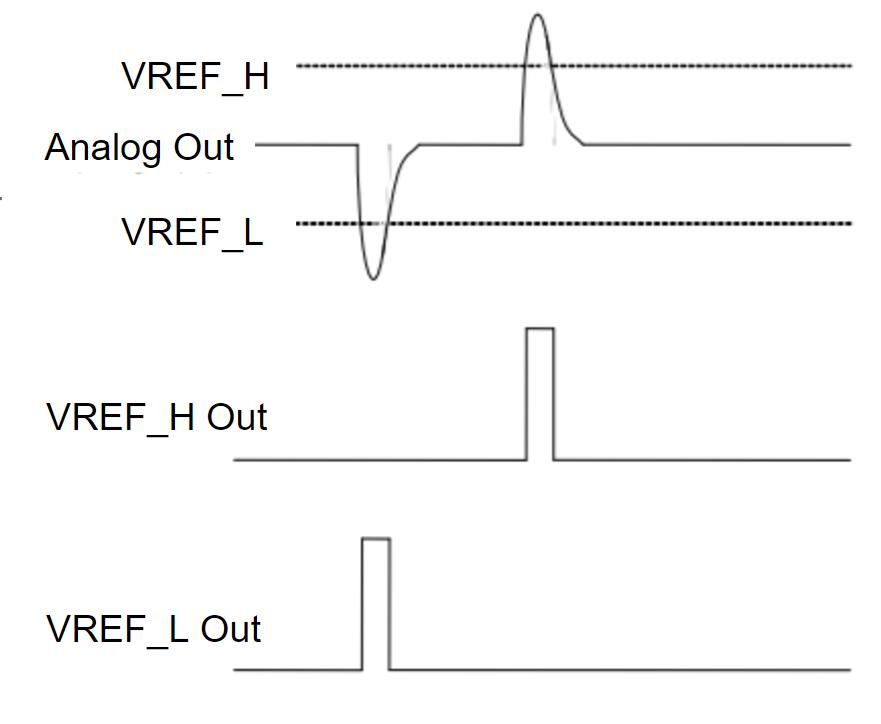 VREF_H
Analog Out
VREF_L
VREF_H Out
VREF_L Out